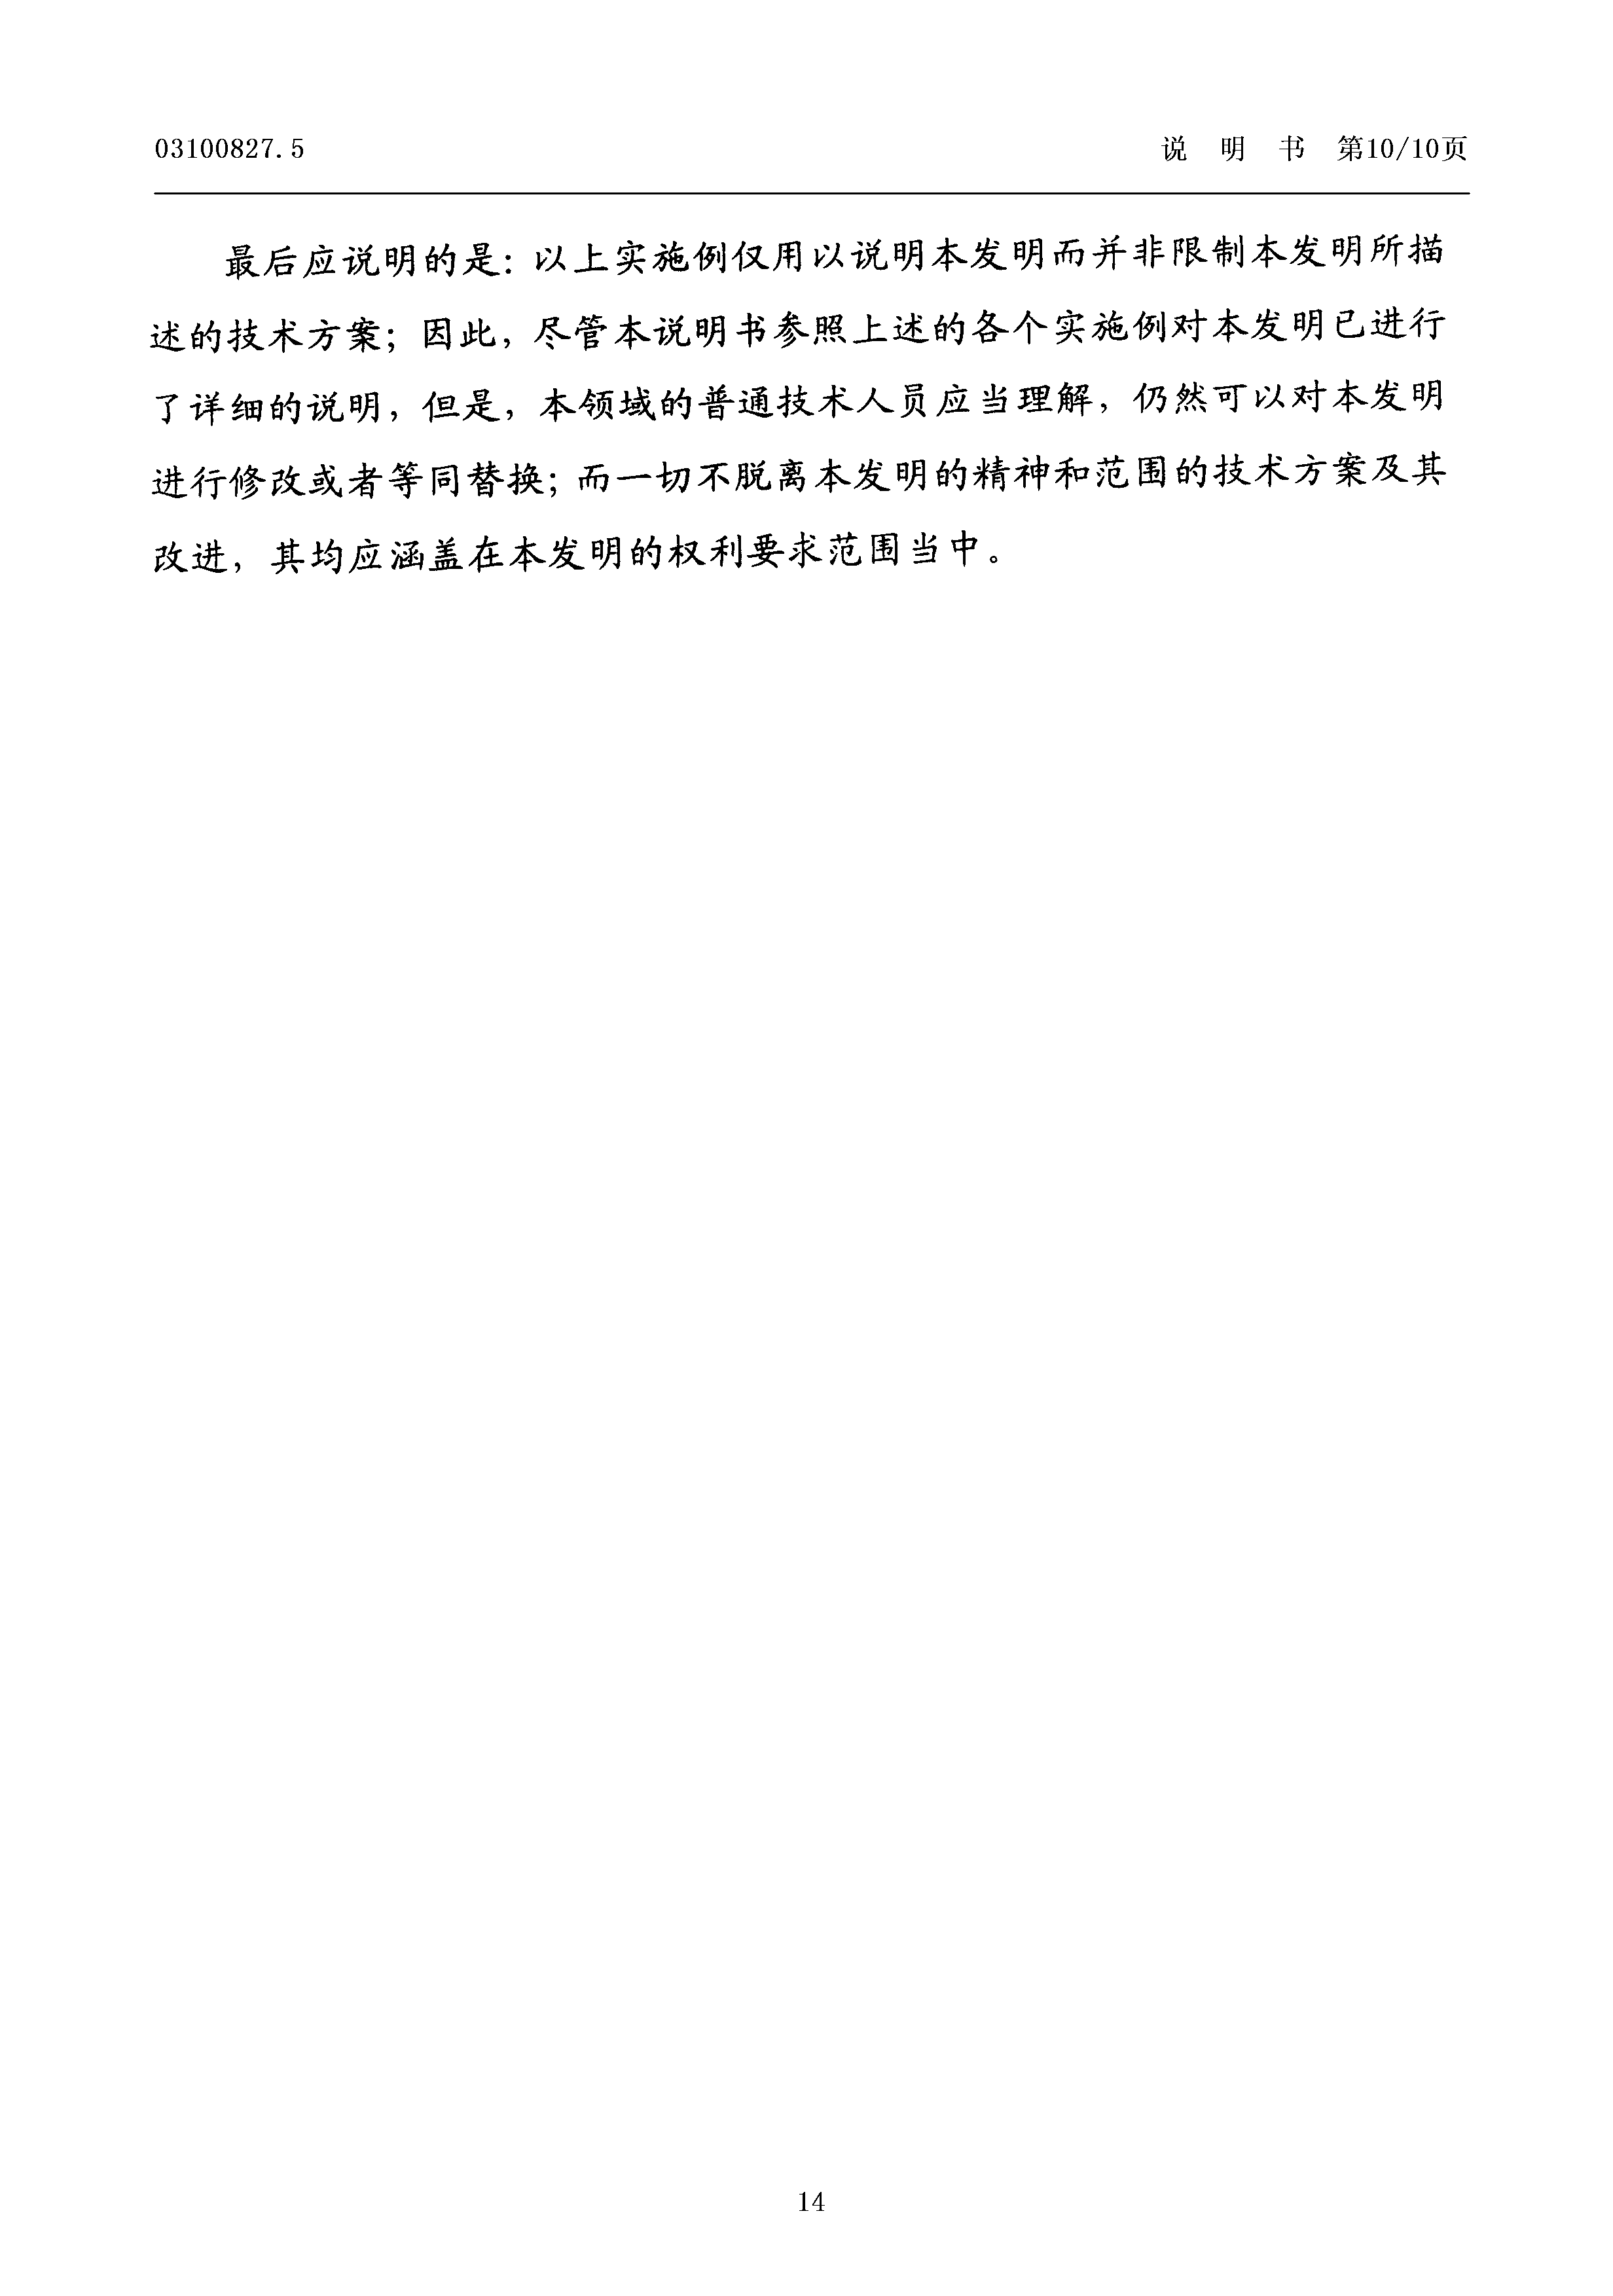 03100827.5
说 明 书 第10/10页
最后应说明的是：以上实施例仅用以说明本发明而并非限制本发明所描
述的技术方案；因此，尽管本说明书参照上述的各个实施例对本发明已进行
了详细的说明，但是，本领域的普通技术人员应当理解，仍然可以对本发明
进行修改或者等同替换；而一切不脱离本发明的精神和范围的技术方案及其
改进，其均应涵盖在本发明的权利要求范围当中。
14